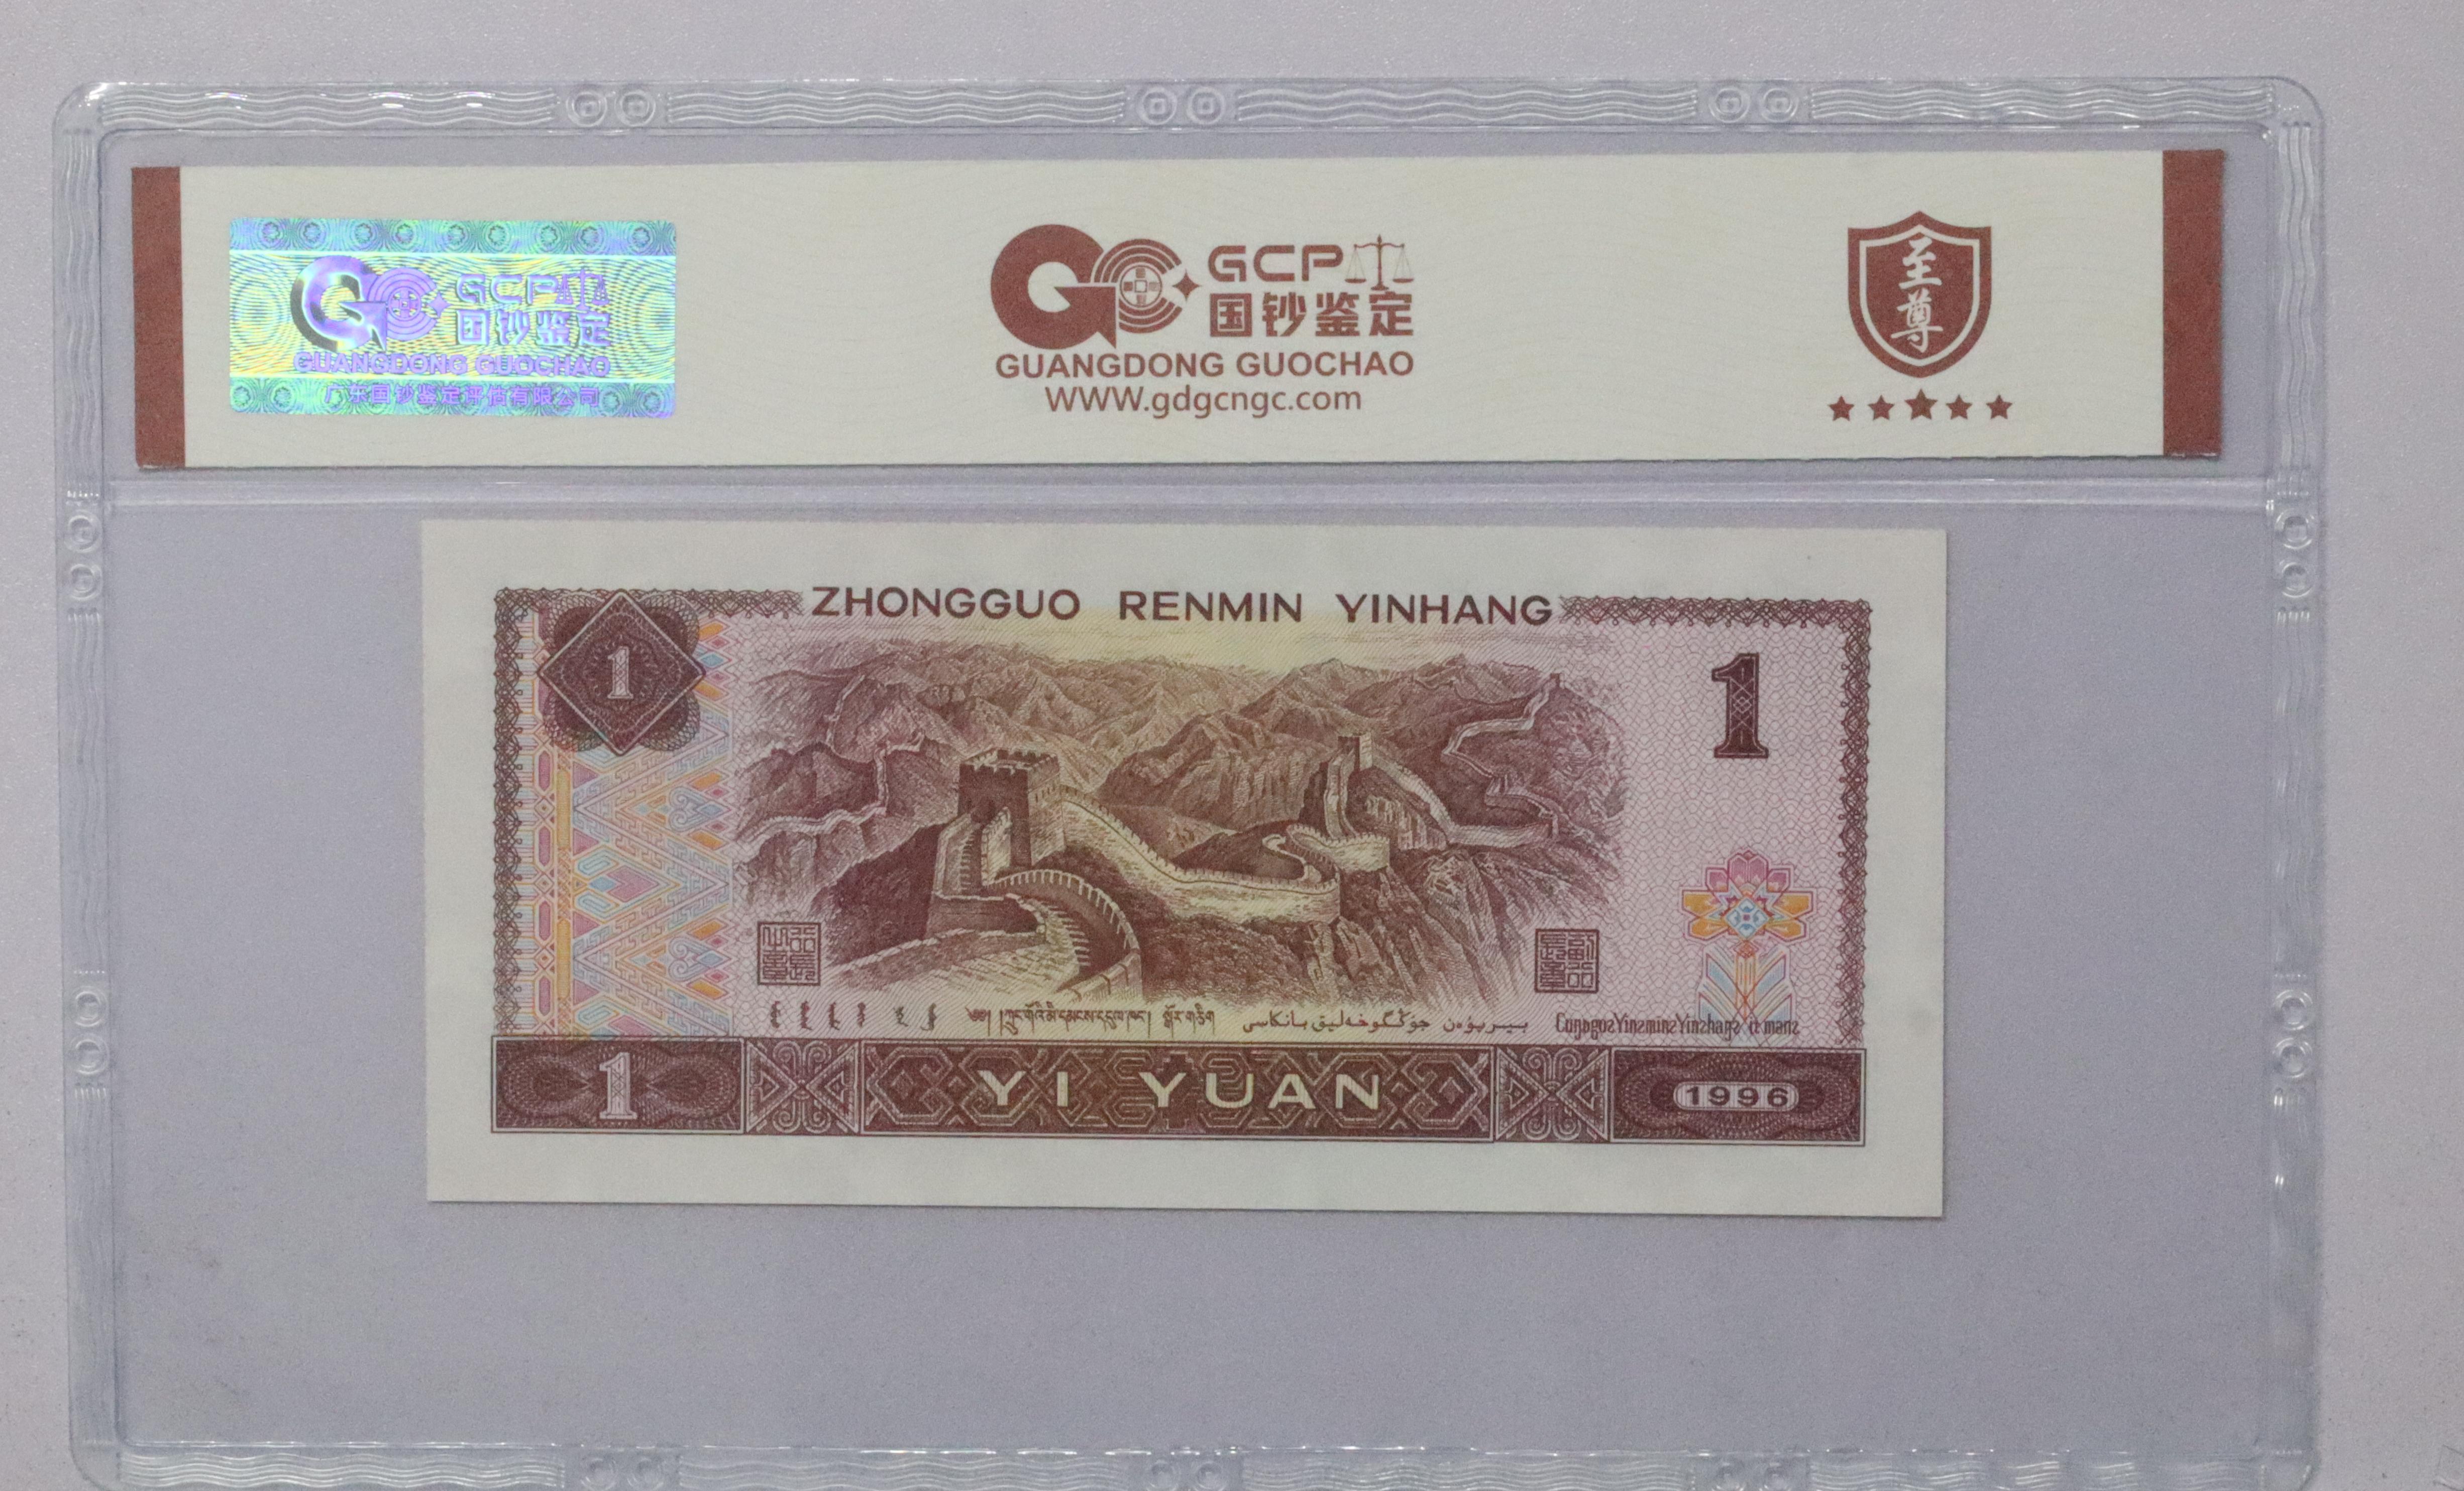 GCP
国钞鉴定
GUANGDONG GUOCHAO
广东国钞鉴定评估有限公司
GCP
国钞鉴定
GUANGDONG GUOCHAO
WWW.gdgcngc.com
至
尊
ZHONGGUO RENMIN YINHANG
1
1
1
YI YUAN
1996